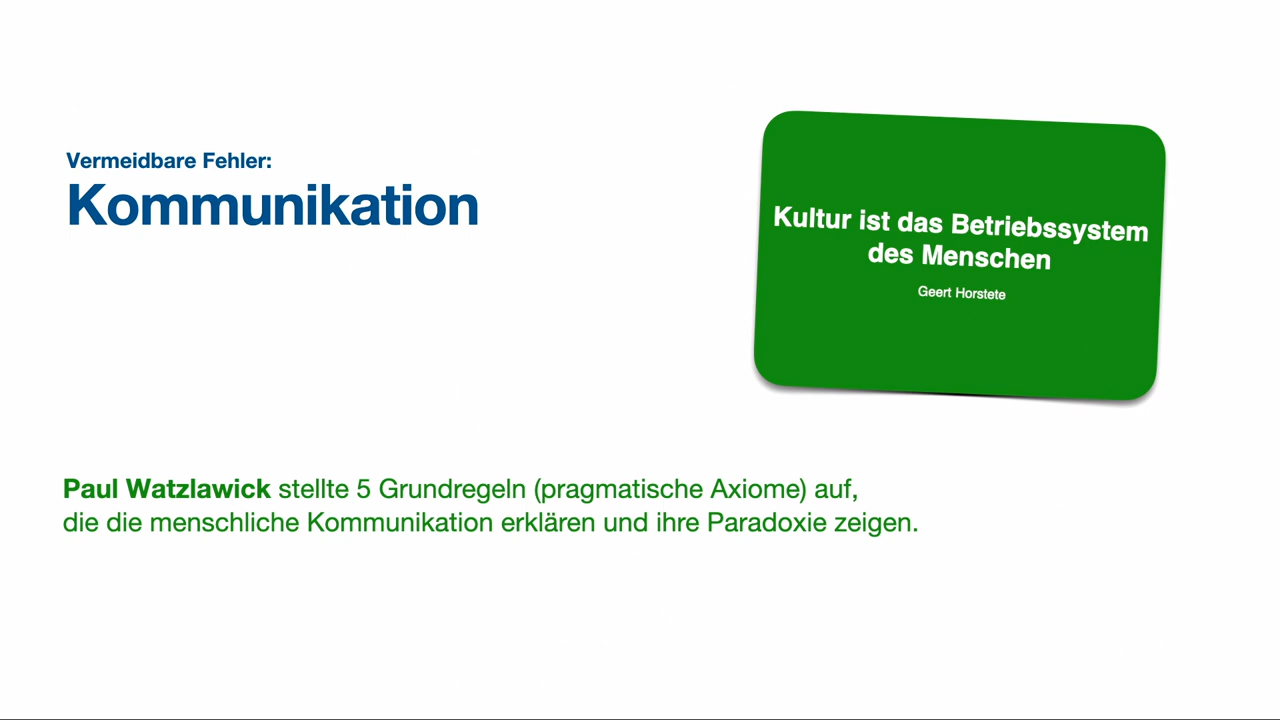 Vermeidbare Fehler:
Kommunikation
Kultur ist das Betriebssystem
des Menschen
Geert Horstete
Paul Watzlawick stellte 5 Grundregeln (pragmatische Axiome) auf,
die die menschliche Kommunikation erklären und ihre Paradoxie zeigen.